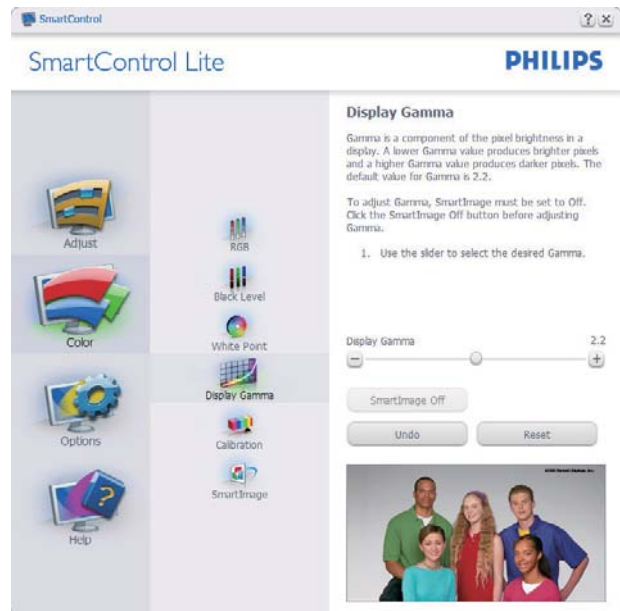 SmartControl
SmartControl Lite
PHILIPS
Adjust
Color
Options
Help
RGB
Black Level
White Point
Display Gamma
Calibration
SmartImage
Display Gamma
Gamma is a component of the pixel brightness in a
display. A lower Gamma value produces brighter pixels
and a higher Gamma value produces darker pixels. The
default value for Gamma is 2.2.
To adjust Gamma, SmartImage must be set to Off.
Click the SmartImage Off button before adjusting
Gamma.
1. Use the slider to select the desired Gamma.
Display Gamma 2.2
SmartImage Off
Undo Reset